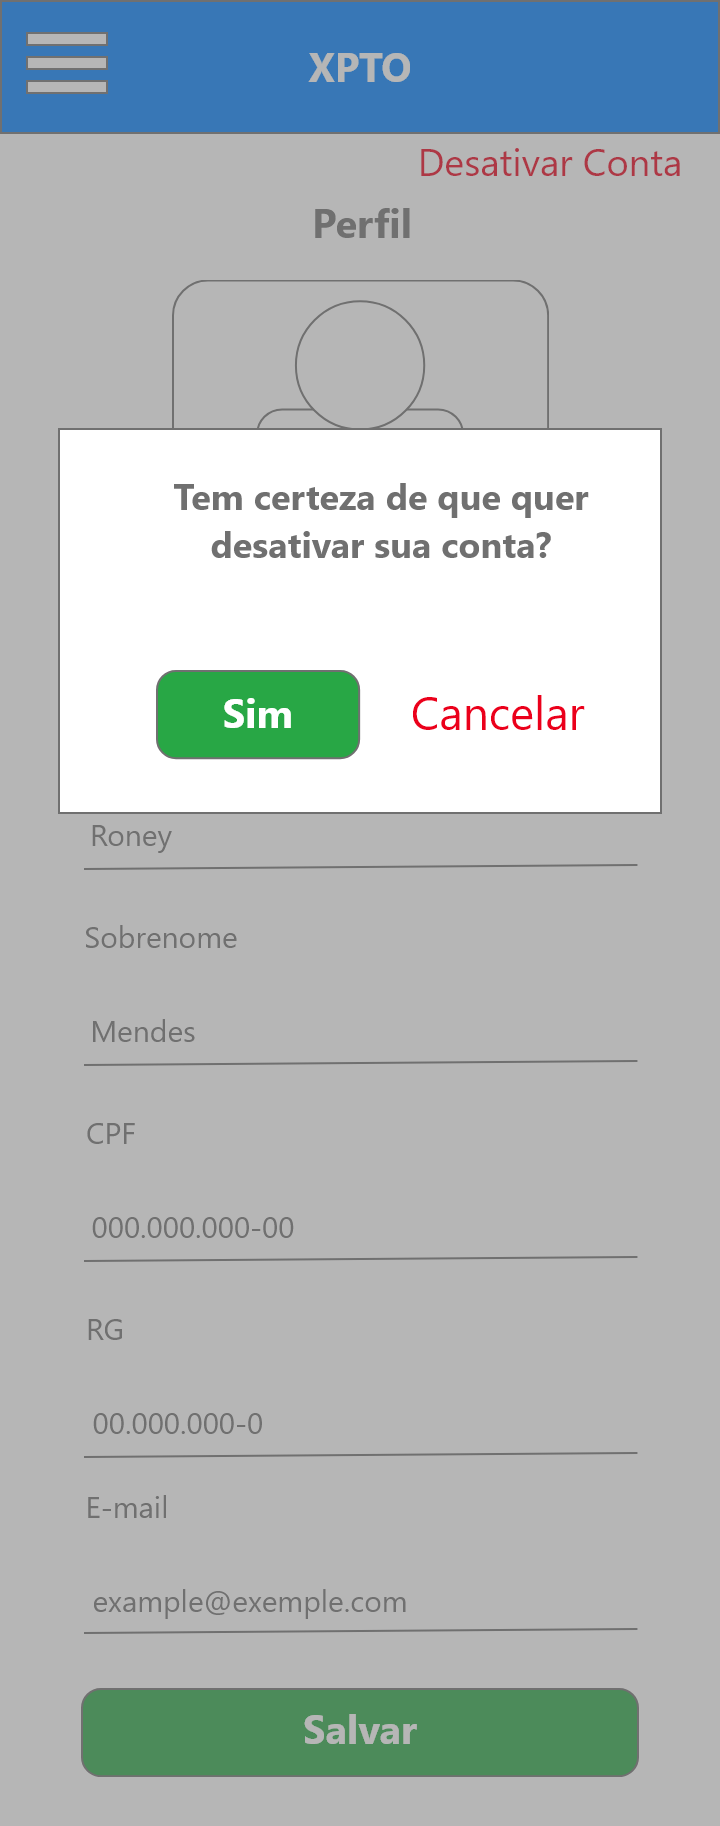 XPTO
Desativar Conta
Perfil
Tem certeza de que quer
desativar sua conta?
Sim
Cancelar
Roney
Sobrenome
Mendes
CPF
000.000.000-00
RG
00.000.000-0
E-mail
example@exemple.com
Salvar